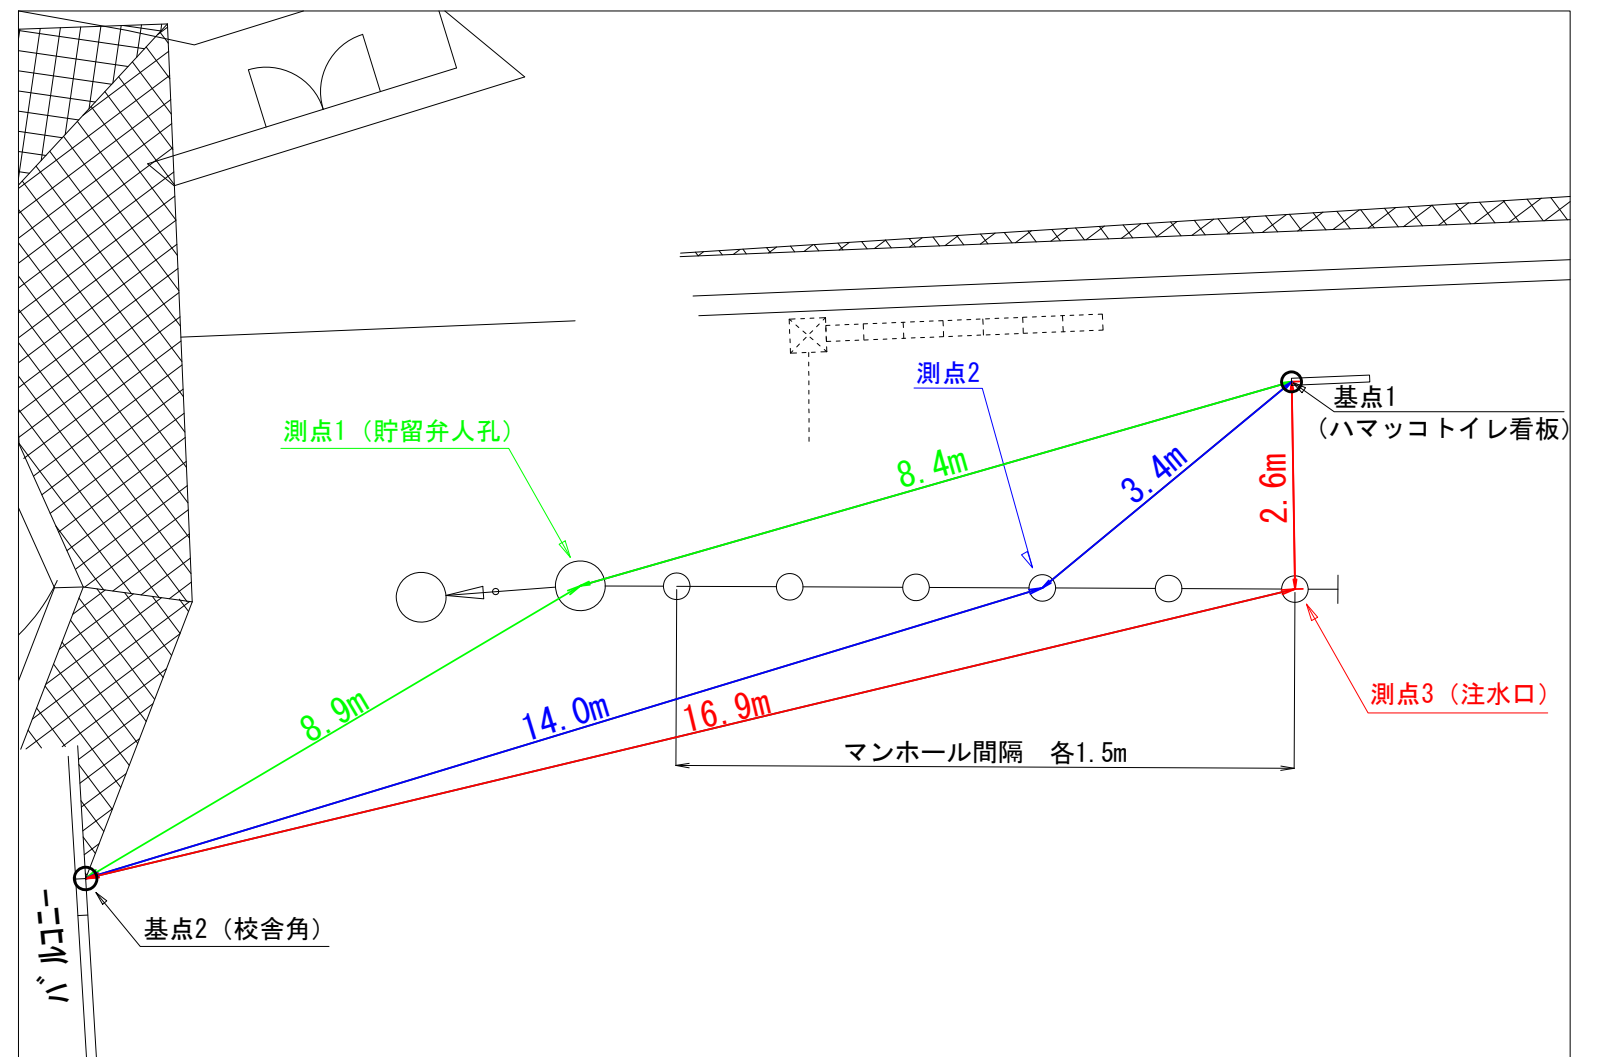 測点2
基点1
(ハマッコトイレ看板)
測点1(貯留弁人孔)
8.4m
3.4m
2.6m
測点3(注水口)
8.9m
14.0m
16.9m
マンホール間隔 各1.5m
基点2(校舎角)
バルコニー